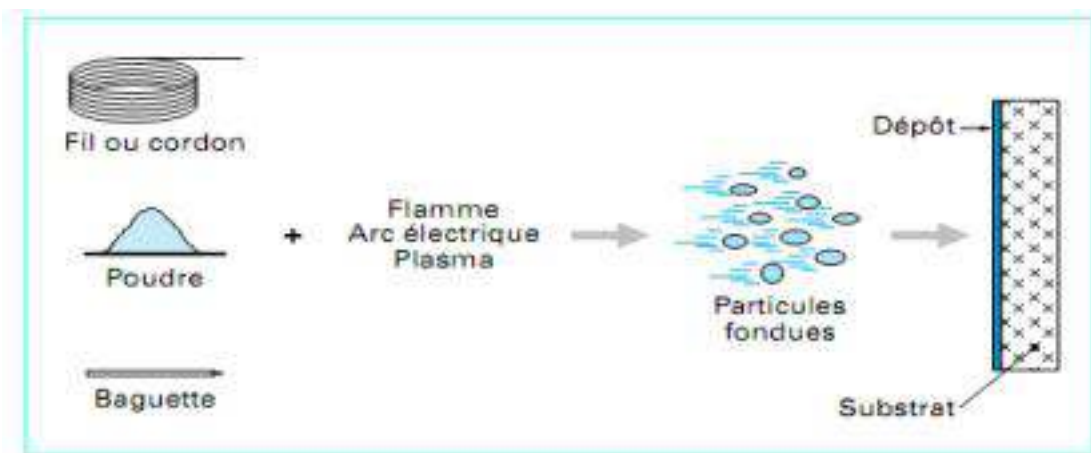 Fil ou cordon
Poudre
Baguette
+
Flamme
Arc électrique
Plasma
Particules
fondues
Dépôt
Substrat